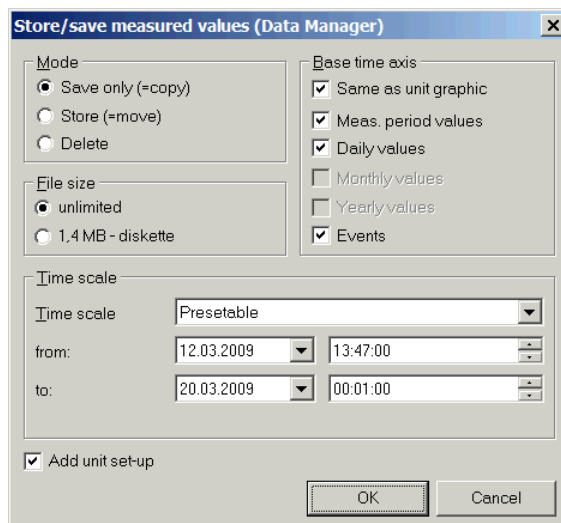 Store/save measured values (Data Manager)
Mode
Save only (=copy)
Store (=move)
Delete
File size
unlimited
1,4 MB - diskette
Base time axis
Same as unit graphic
Meas. period values
Daily values
Monthly values
Yearly values
Events
Time scale
Time scale Presetable
from: 12.03.2009 13:47:00
to: 20.03.2009 00:01:00
Add unit set-up
OK Cancel